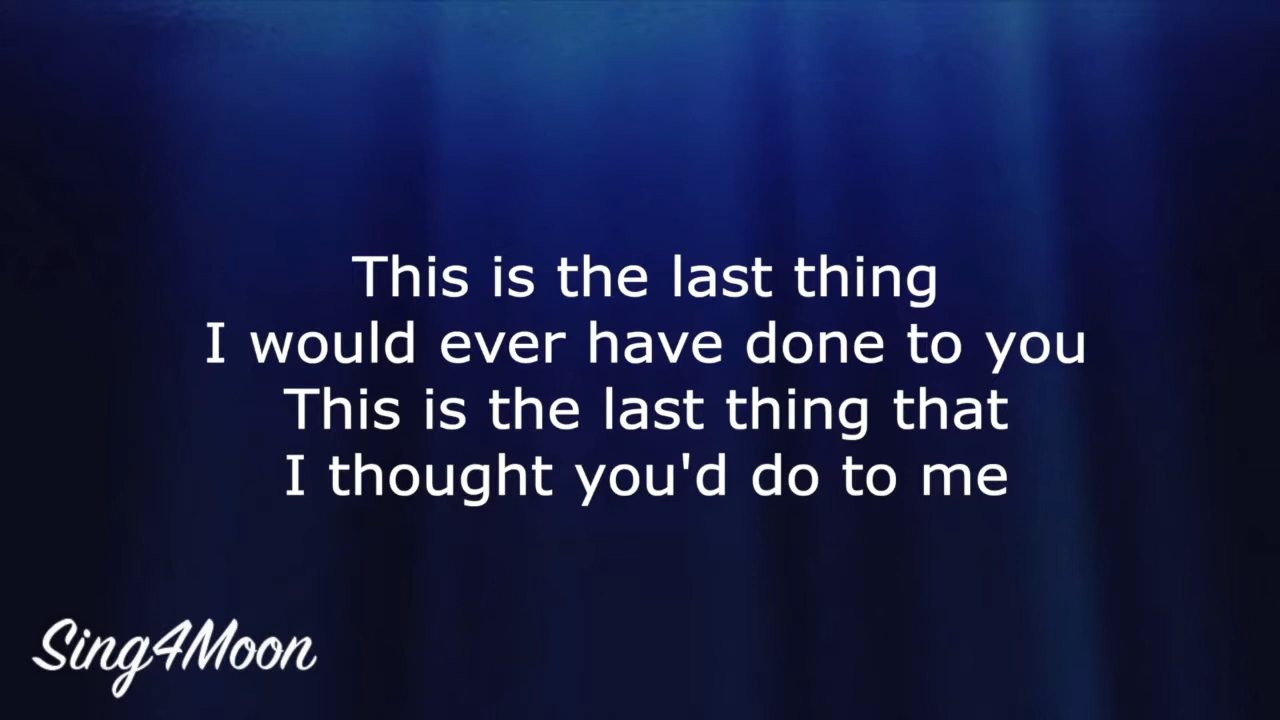 This is the last thing
I would ever have done to you
This is the last thing that
I thought you'd do to me
Sing4Moon